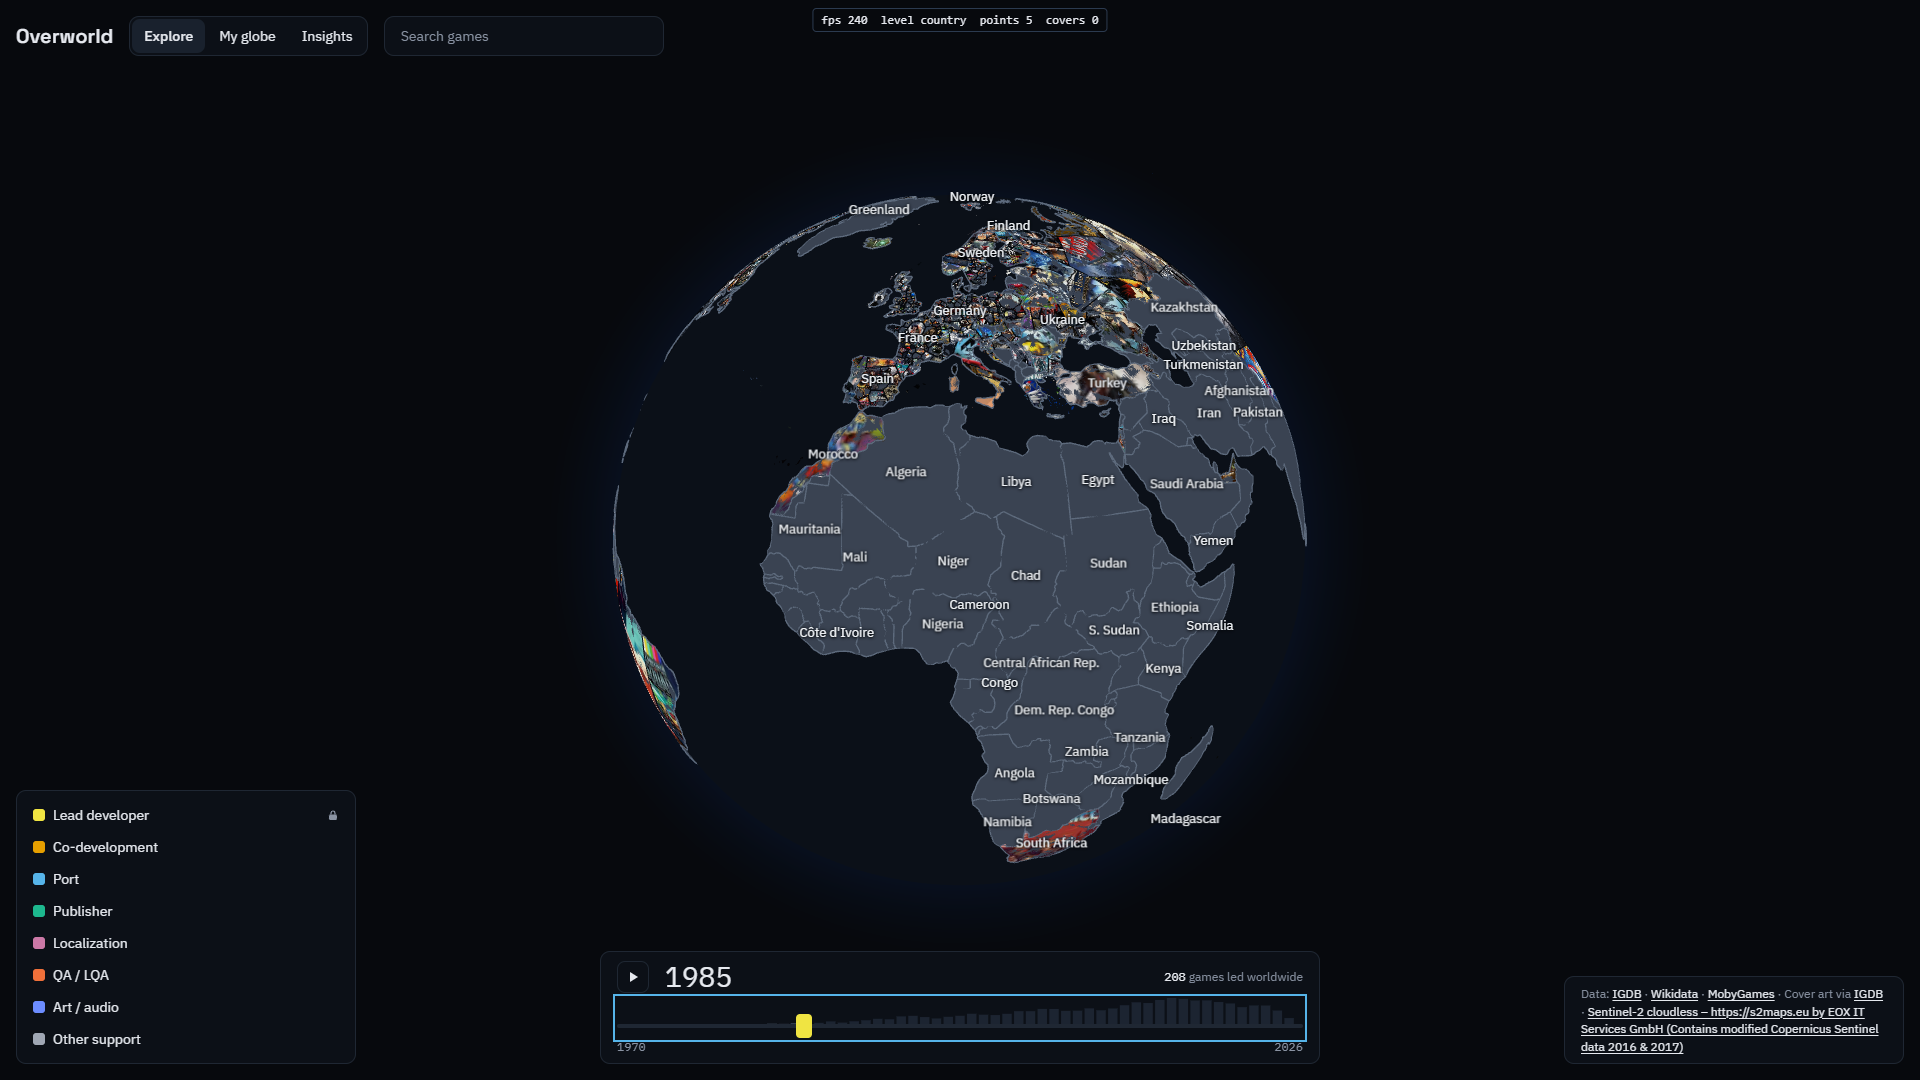 Overworld
Explore
My globe
Insights
Search games
fps 240 level country points 5 covers 0
Norway
Greenland
Finland
Sweden
Kazakhstan
Germany
Ukraine
France
Uzbekistan
Turkmenistan
Spain
Turkey
Afghanistan
Iraq
Iran
Pakistan
Morocco
Algeria
Libya
Egypt
Saudi Arabia
Mauritania
Yemen
Mali
Niger
Chad
Sudan
Cameroon
Ethiopia
Nigeria
Somalia
Côte d'Ivoire
S. Sudan
Central African Rep.
Kenya
Congo
Dem. Rep. Congo
Tanzania
Zambia
Angola
Mozambique
Botswana
Namibia
Madagascar
South Africa
Lead developer
Co-development
Port
Publisher
Localization
QA / LQA
Art / audio
Other support
1985
208 games led worldwide
1970
2026
Data: IGDB · Wikidata · MobyGames · Cover art via IGDB
· Sentinel-2 cloudless – https://s2maps.eu by EOX IT
Services GmbH (Contains modified Copernicus Sentinel
data 2016 & 2017)